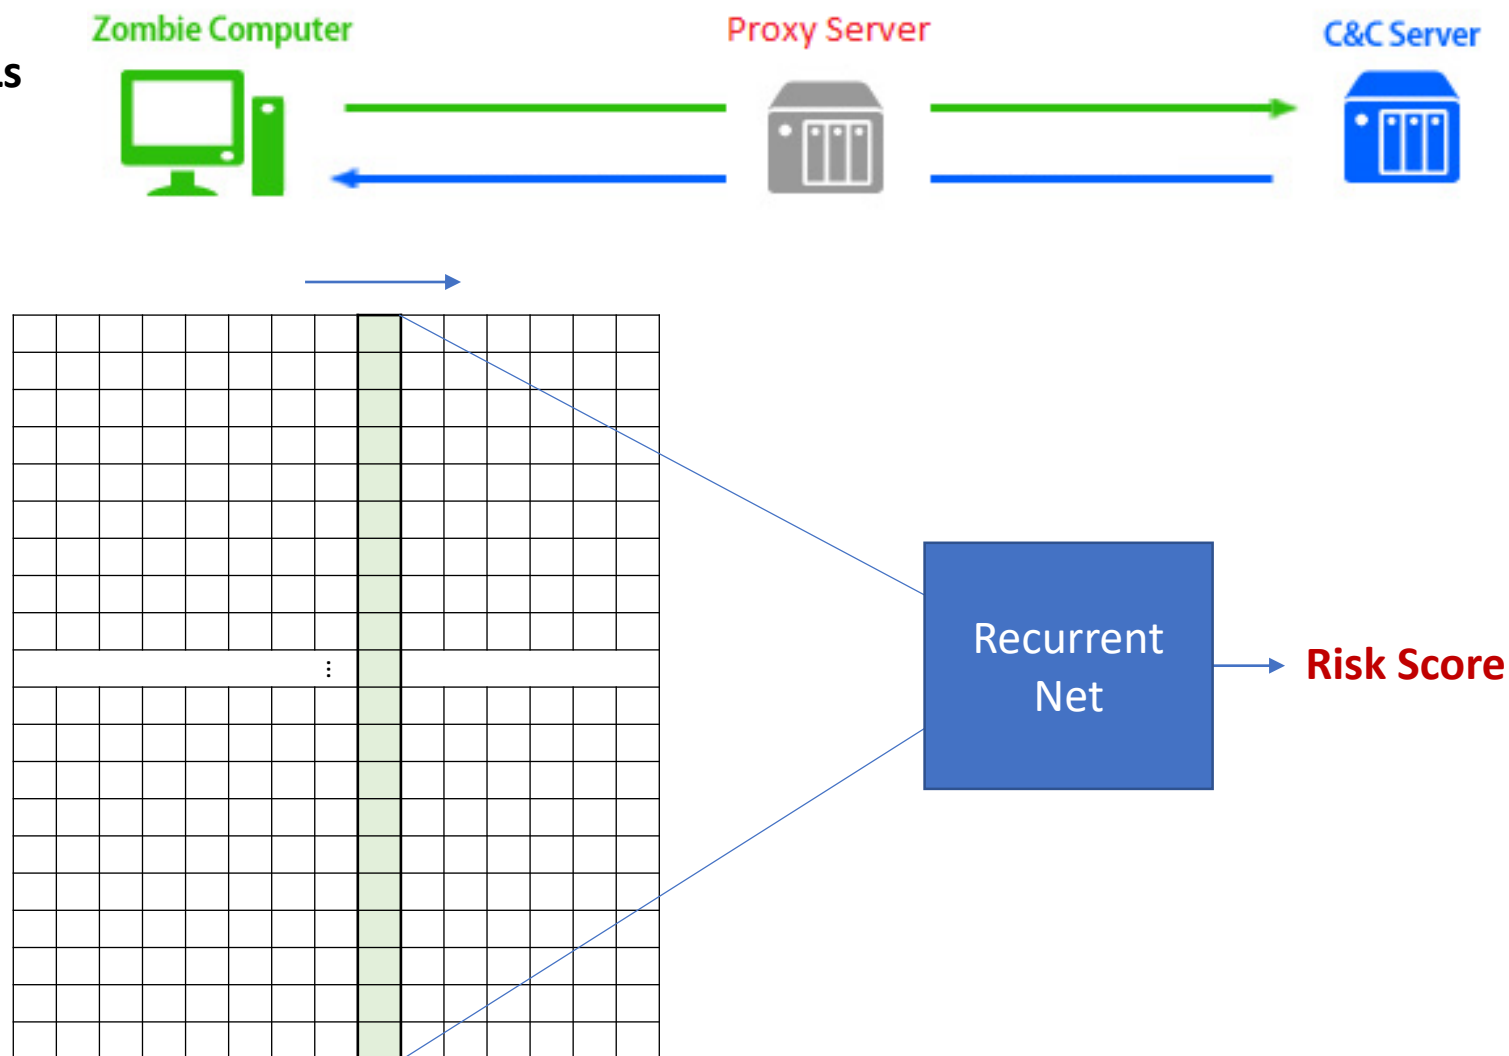 Zombie Computer
Proxy Server
C&C Server
Recurrent
Net
Risk Score